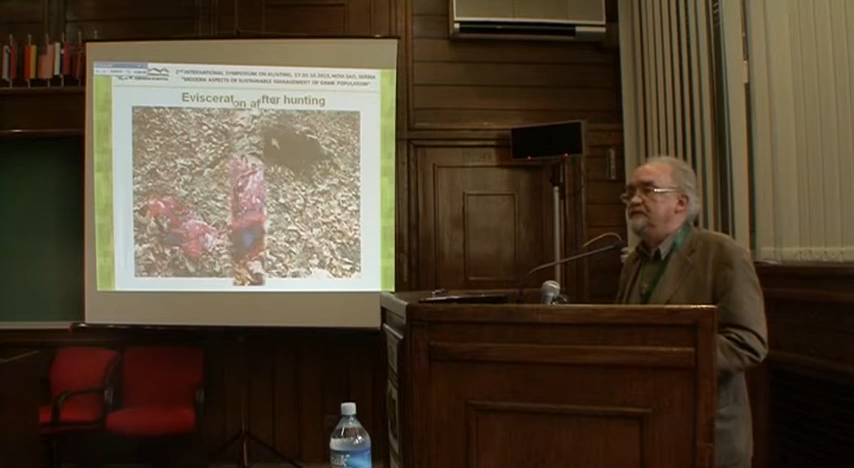 2ND INTERNATIONAL SYMPOSIUM ON HUNTING, 17-20.10.2013, NOVI SAD, SERBIA
"MODERN ASPECTS OF SUSTAINABLE MANAGEMENT OF GAME POPULATION"
Evisceration after hunting